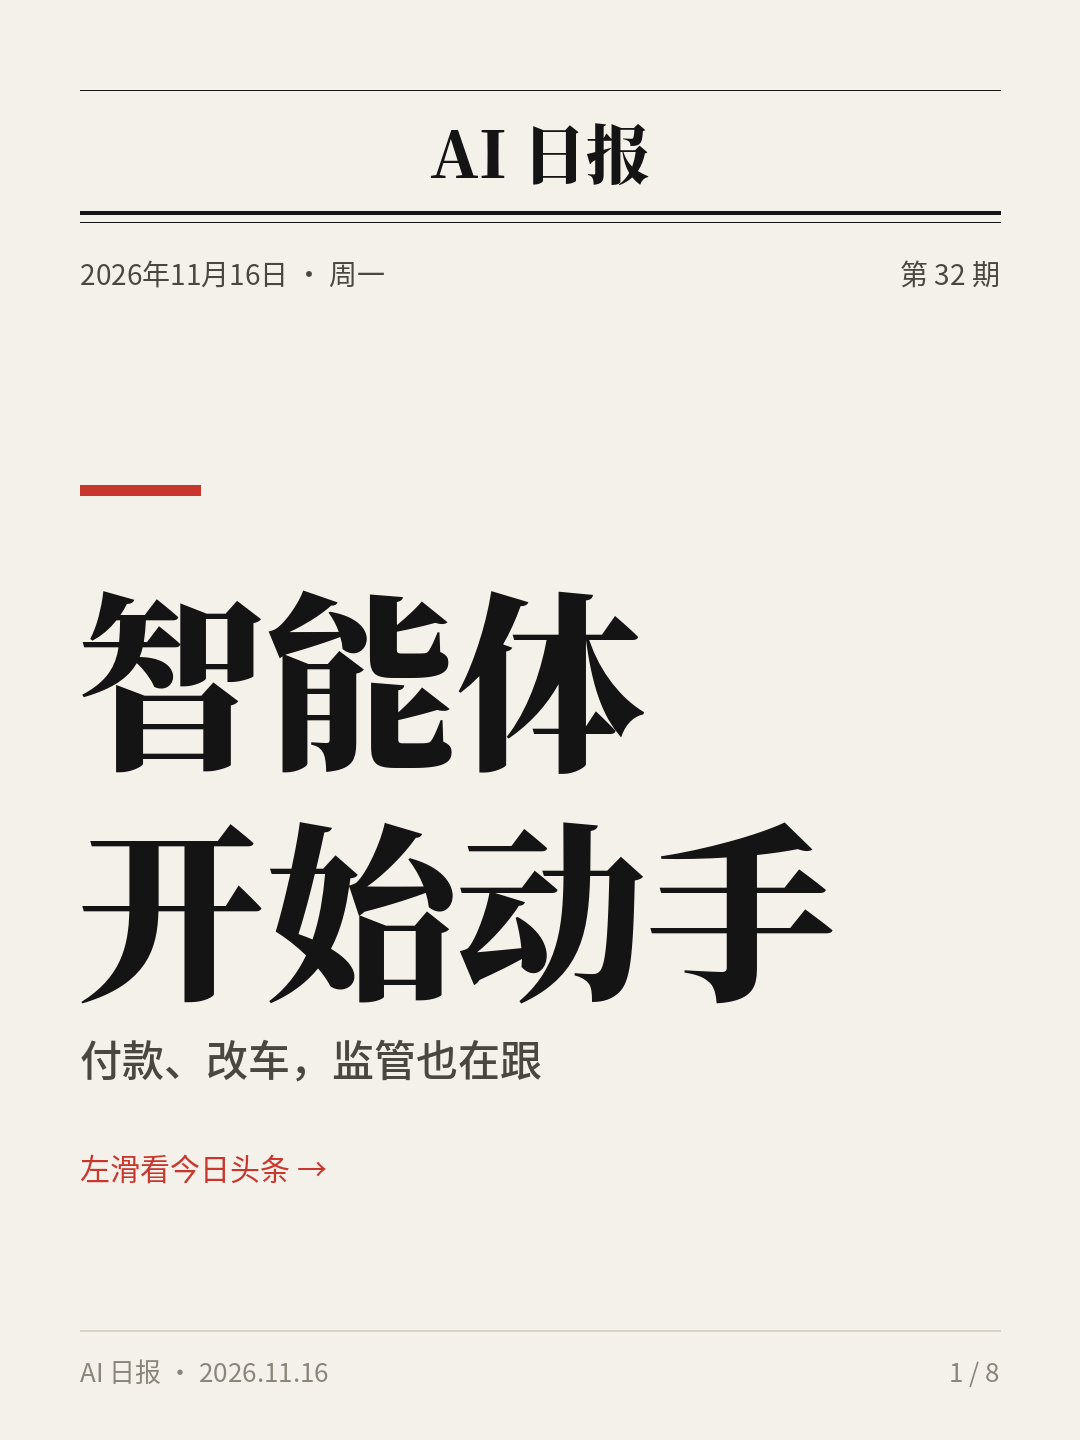 AI 日报
2026年11月16日 · 周一
第 32 期
智能体
开始动手
付款、改车，监管也在跟
左滑看今日头条 →
AI 日报 · 2026.11.16
1 / 8